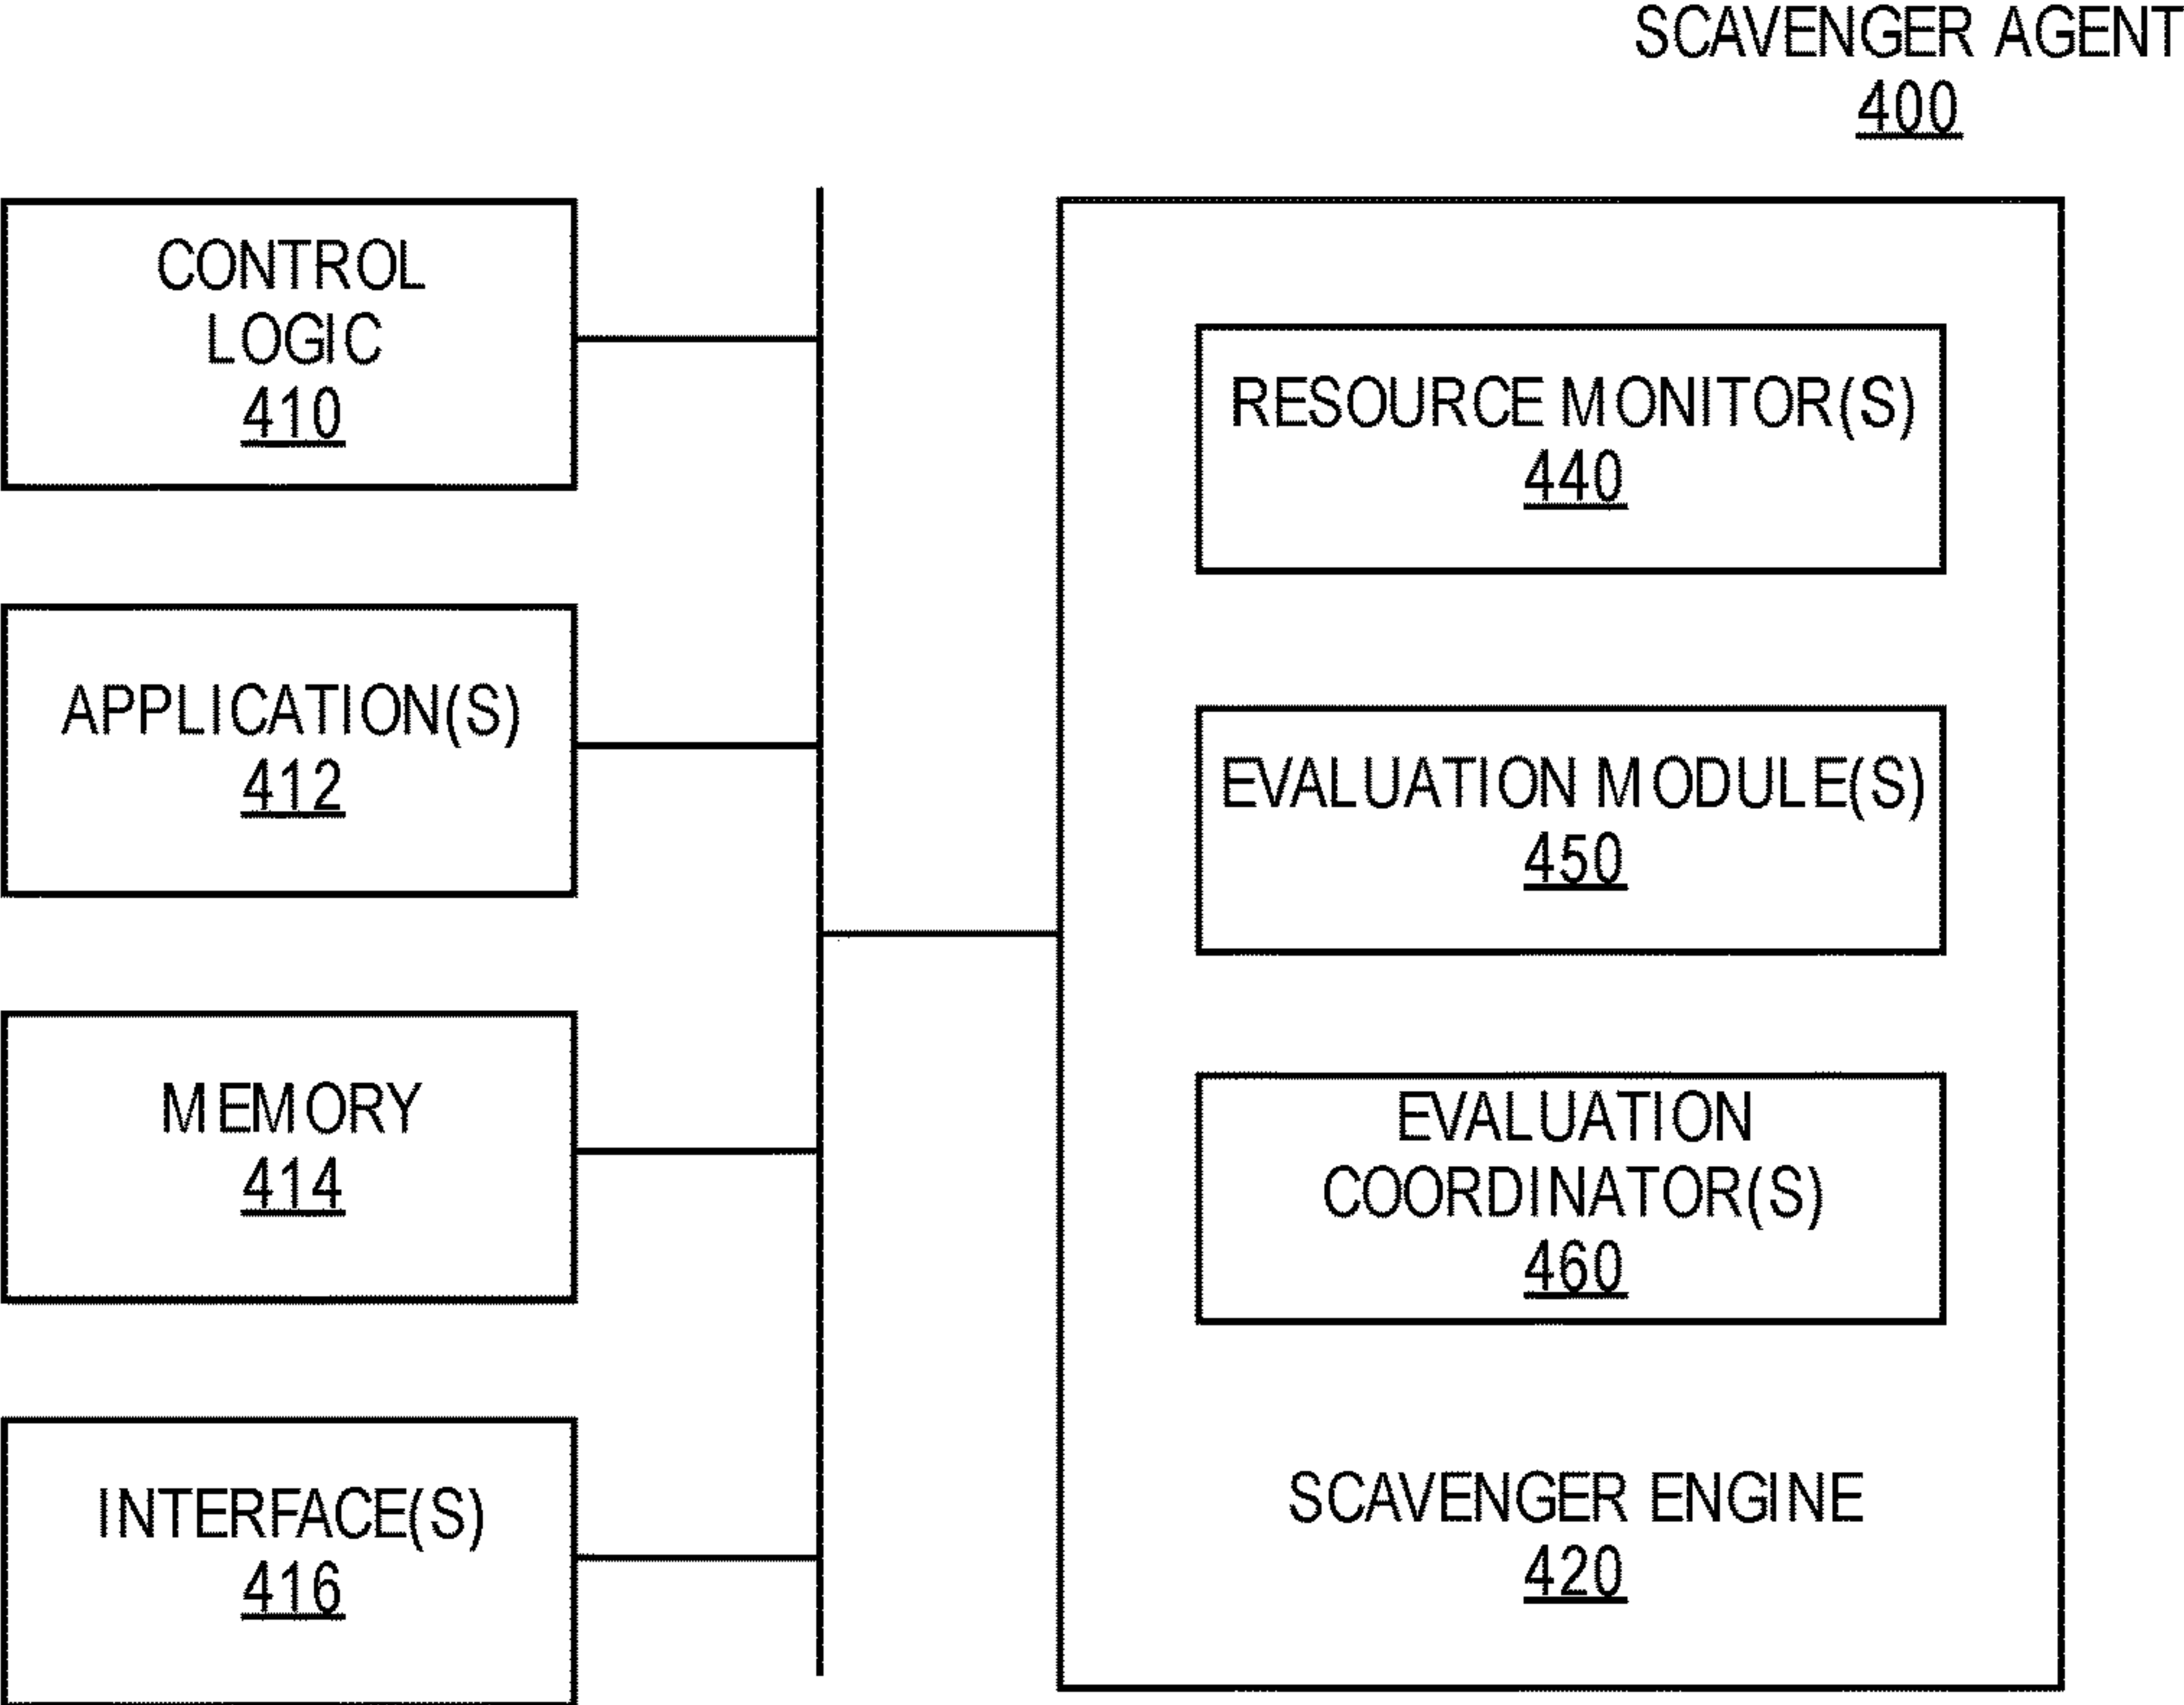 SCAVENGER AGENT
400
CONTROL
LOGIC
410
APPLICATION(S)
412
MEMORY
414
INTERFACE(S)
416
RESOURCE MONITOR(S)
440
EVALUATION MODULE(S)
450
EVALUATION
COORDINATOR(S)
460
SCAVENGER ENGINE
420